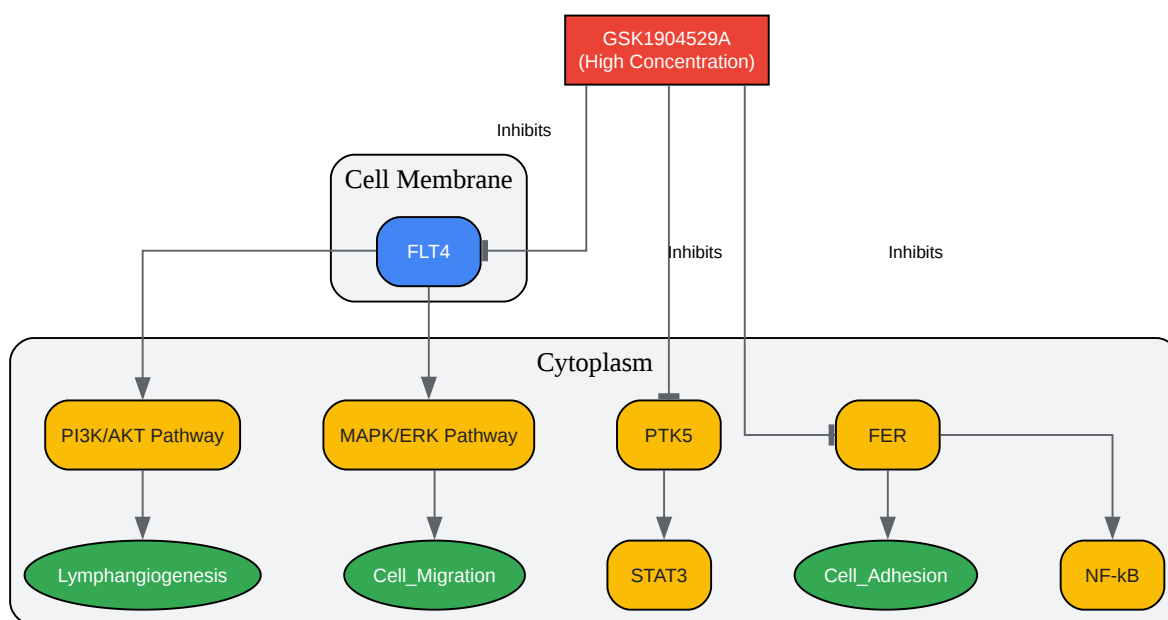 GSK1904529A
(High Concentration)
Inhibits
Cell Membrane
FLT4
Inhibits
Inhibits
Cytoplasm
PI3K/AKT Pathway
MAPK/ERK Pathway
PTK5
FER
Lymphangiogenesis
Cell_Migration
STAT3
Cell_Adhesion
NF-kB